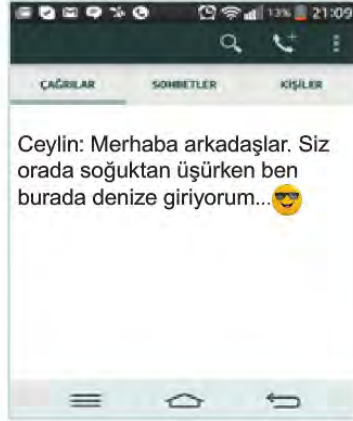 13% 21:09
ÇAĞRILAR SOHBETLER KİŞİLER
Ceylin: Merhaba arkadaşlar. Siz
orada soğuktan üşürken ben
burada denize giriyorum...😎